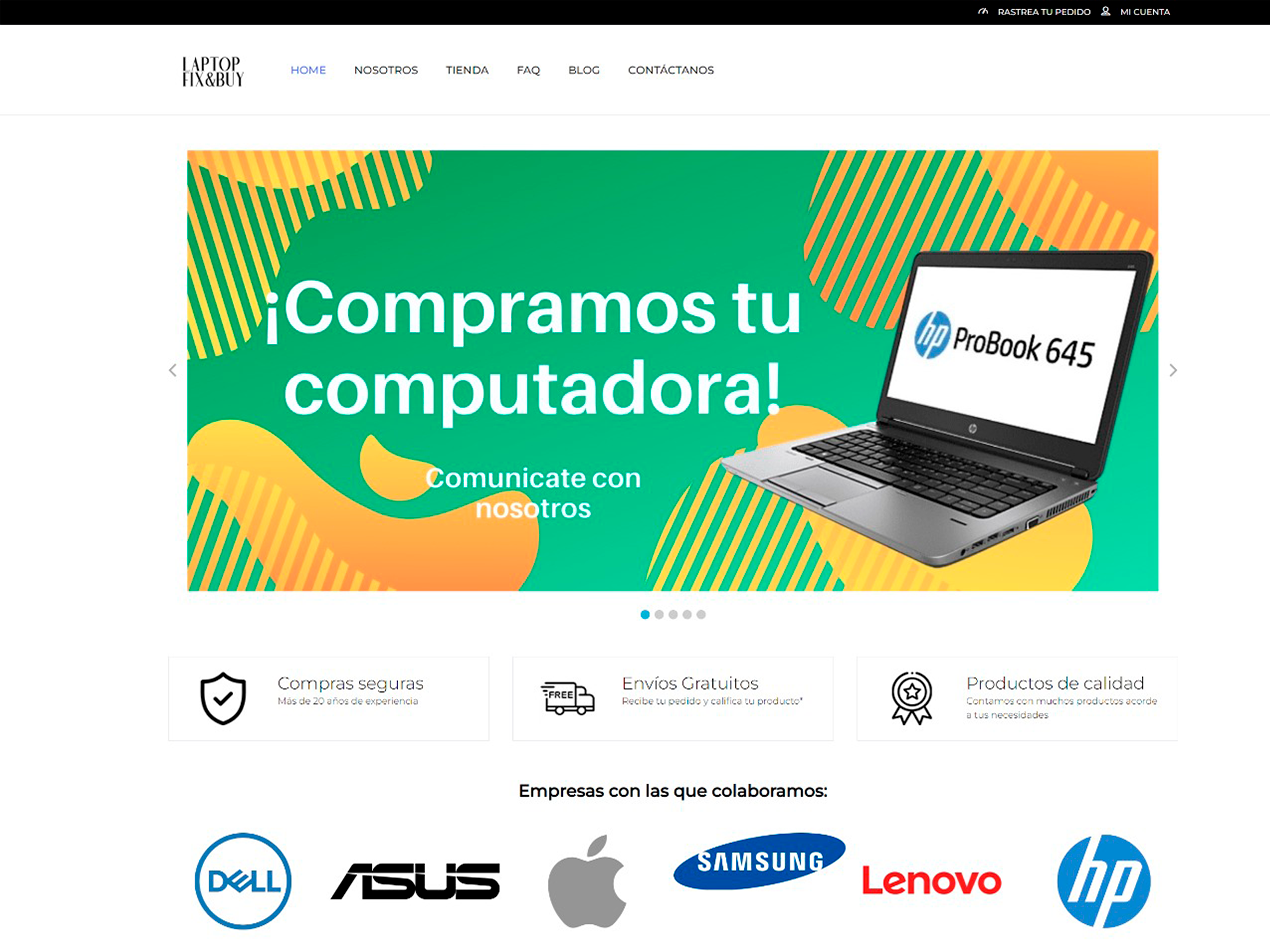 RASTREA TU PEDIDO MI CUENTA
LAPTOP
FIX&BUY
HOME NOSOTROS TIENDA FAQ BLOG CONTÁCTANOS
¡Compramos tu
computadora!
Comunicate con
nosotros
hp ProBook 645
hp
Compras seguras
Más de 20 años de experiencia
FREE
Envíos Gratuitos
Recibe tu pedido y califica tu producto*
Productos de calidad
Contamos con muchos productos acorde
a tus necesidades
Empresas con las que colaboramos:
DELL ASUS SAMSUNG Lenovo hp